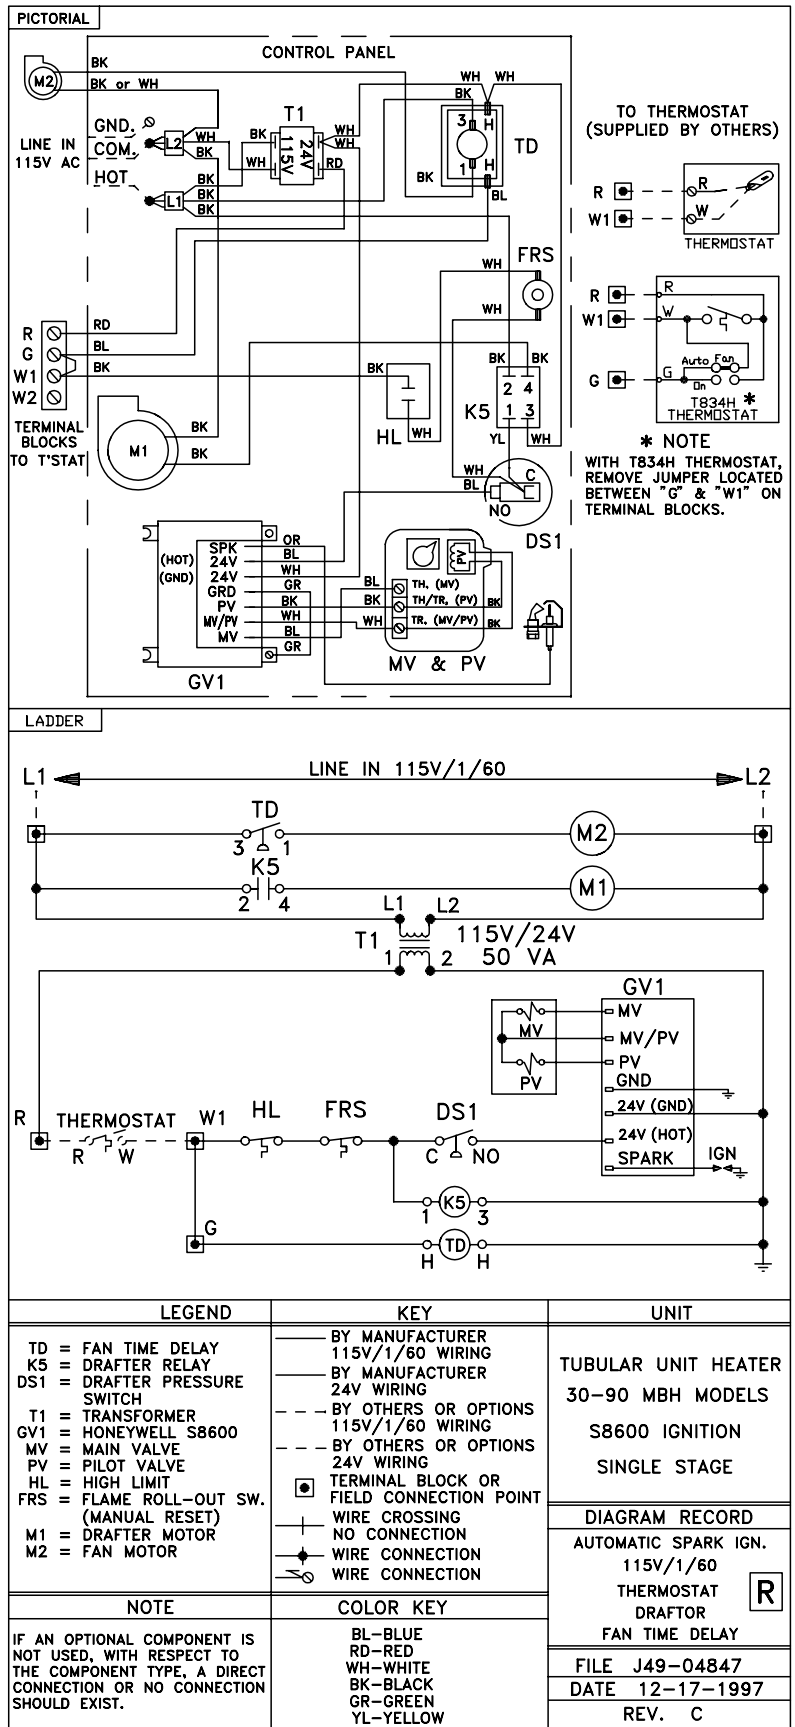 PICTORIAL
CONTROL PANEL
M2
BK
BK or WH
GND.
COM.
LINE IN
115V AC
HOT
L2
WH
BK
L1
BK
BK
BK
T1
BK
WH
115V
24V
WH
WH
RD
WH
WH
BK
3
H
1
H
TD
BK
BL
TO THERMOSTAT
(SUPPLIED BY OTHERS)
R
W1
R
W
THERMOSTAT
FRS
WH
WH
R
W1
G
R
W
G
Auto
Fan
On
T834H *
THERMOSTAT
* NOTE
WITH T834H THERMOSTAT,
REMOVE JUMPER LOCATED
BETWEEN "G" & "W1" ON
TERMINAL BLOCKS.
R
G
W1
W2
RD
BL
BK
TERMINAL
BLOCKS
TO T'STAT
M1
BK
BK
BK
HL
WH
BK
BK
2 4
K5
1 3
YL
WH
WH
BL
C
NO
DS1
(HOT)
(GND)
SPK
24V
24V
GRD
PV
MV/PV
MV
OR
BL
WH
GR
BK
WH
BL
GR
GV1
BL
BK
WH
PV
TH. (MV)
TH/TR. (PV)
TR. (MV/PV)
BK
BK
MV & PV
LADDER
L1
LINE IN 115V/1/60
L2
TD
3
1
M2
K5
2
4
M1
L1
L2
T1
115V/24V
50 VA
1
2
GV1
MV
MV/PV
PV
GND
24V (GND)
24V (HOT)
SPARK
MV
PV
IGN
R
THERMOSTAT
R
W
W1
HL
FRS
DS1
C
NO
K5
1
3
G
TD
H
H
LEGEND
TD = FAN TIME DELAY
K5 = DRAFTER RELAY
DS1 = DRAFTER PRESSURE
SWITCH
T1 = TRANSFORMER
GV1 = HONEYWELL S8600
MV = MAIN VALVE
PV = PILOT VALVE
HL = HIGH LIMIT
FRS = FLAME ROLL-OUT SW.
(MANUAL RESET)
M1 = DRAFTER MOTOR
M2 = FAN MOTOR
NOTE
IF AN OPTIONAL COMPONENT IS
NOT USED, WITH RESPECT TO
THE COMPONENT TYPE, A DIRECT
CONNECTION OR NO CONNECTION
SHOULD EXIST.
KEY
BY MANUFACTURER
115V/1/60 WIRING
BY MANUFACTURER
24V WIRING
BY OTHERS OR OPTIONS
115V/1/60 WIRING
BY OTHERS OR OPTIONS
24V WIRING
TERMINAL BLOCK OR
FIELD CONNECTION POINT
WIRE CROSSING
NO CONNECTION
WIRE CONNECTION
WIRE CONNECTION
COLOR KEY
BL-BLUE
RD-RED
WH-WHITE
BK-BLACK
GR-GREEN
YL-YELLOW
UNIT
TUBULAR UNIT HEATER
30-90 MBH MODELS
S8600 IGNITION
SINGLE STAGE
DIAGRAM RECORD
AUTOMATIC SPARK IGN.
115V/1/60
THERMOSTAT
DRAFTOR
FAN TIME DELAY
R
FILE J49-04847
DATE 12-17-1997
REV. C